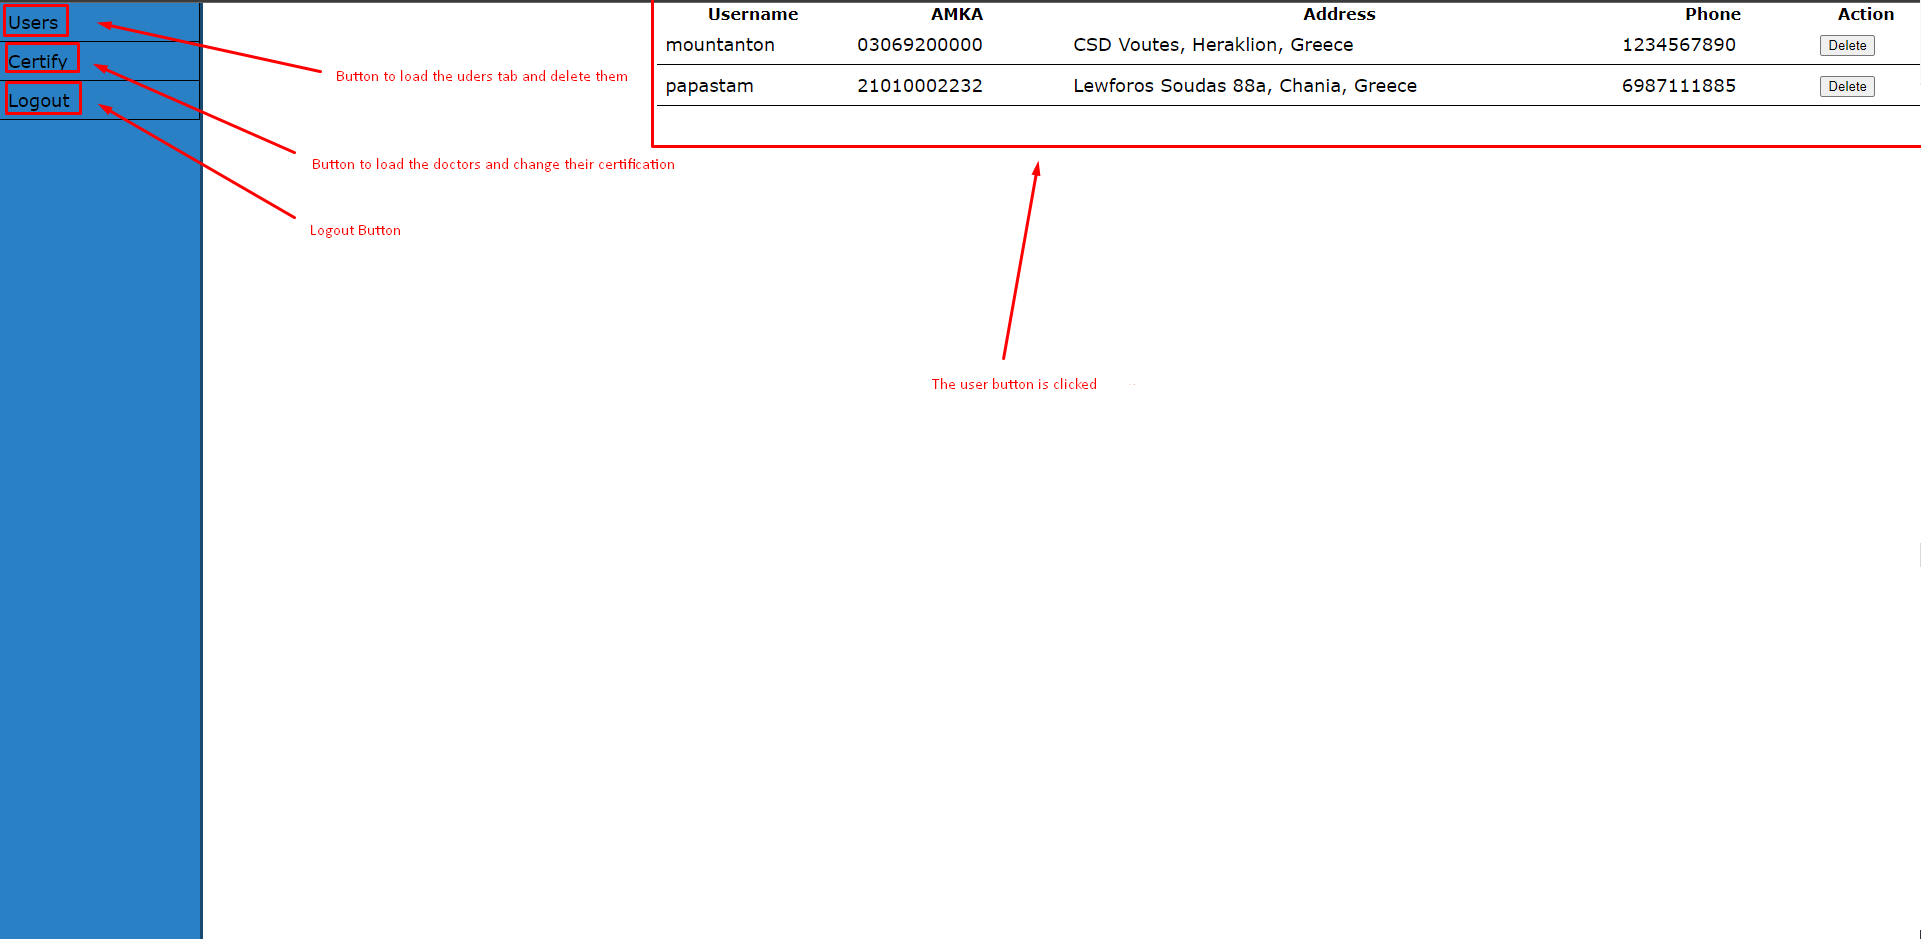 Users
Certify
Logout
Username AMKA Address Phone Action
mountanton 03069200000 CSD Voutes, Heraklion, Greece 1234567890 Delete
papastam 21010002232 Lewforos Soudas 88a, Chania, Greece 6987111885 Delete
Button to load the uders tab and delete them
Button to load the doctors and change their certification
Logout Button
The user button is clicked